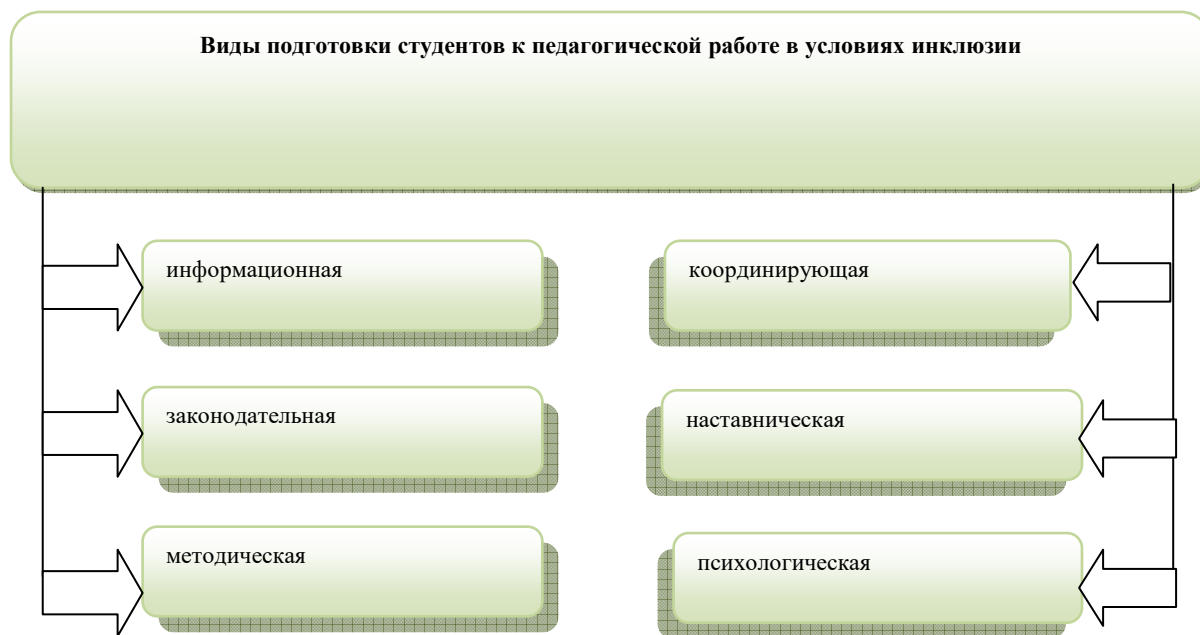 Виды подготовки студентов к педагогической работе в условиях инклюзии
информационная
координирующая
законодательная
наставническая
методическая
психологическая